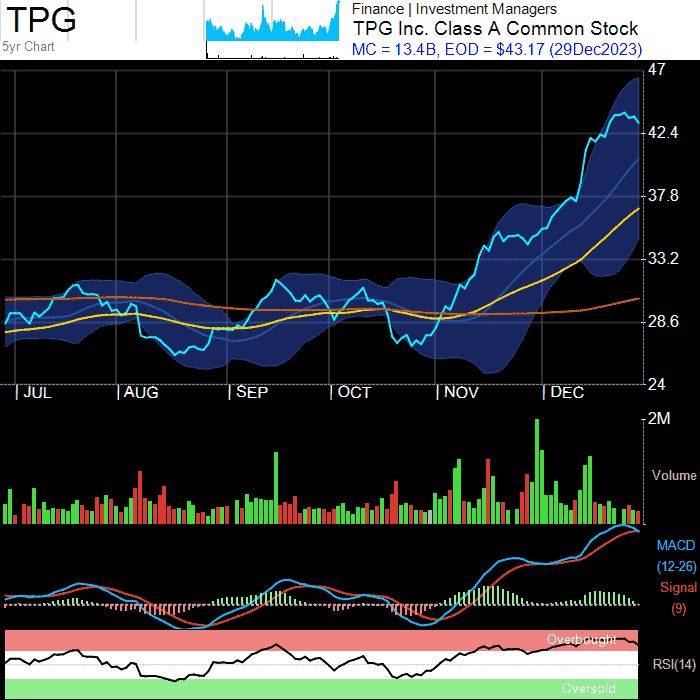 TPG
5yr Chart
Finance | Investment Managers
TPG Inc. Class A Common Stock
MC = 13.4B, EOD = $43.17 (29Dec2023)
47
42.4
37.8
33.2
28.6
24
JUL AUG SEP OCT NOV DEC
2M
Volume
MACD
(12-26)
Signal
(9)
Overbought
RSI(14)
Oversold